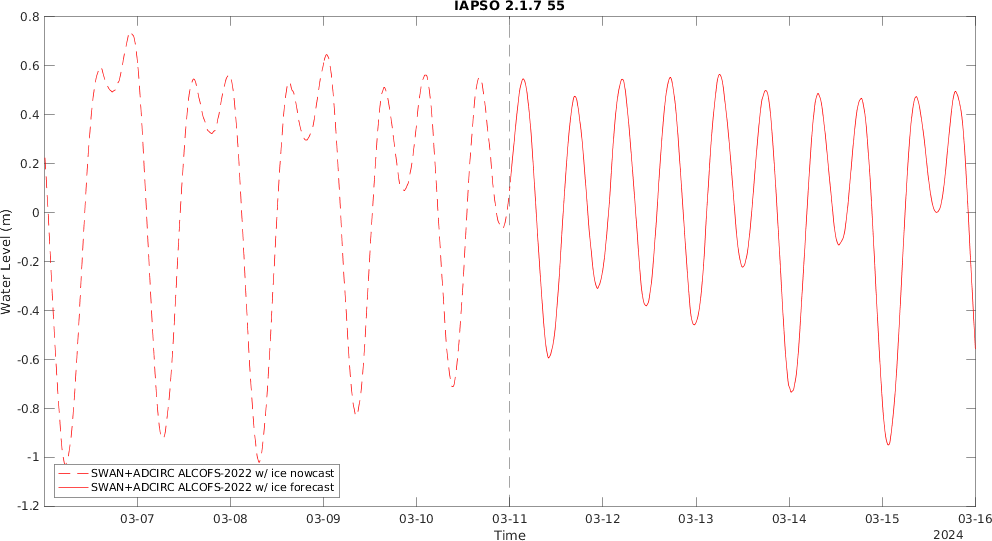 IAPSO 2.1.7 55
0.8
0.6
0.4
0.2
0
-0.2
-0.4
-0.6
-0.8
-1
-1.2
Water Level (m)
SWAN+ADCIRC ALCOFS-2022 w/ ice nowcast
SWAN+ADCIRC ALCOFS-2022 w/ ice forecast
03-07 03-08 03-09 03-10 03-11 03-12 03-13 03-14 03-15 03-16
Time
2024